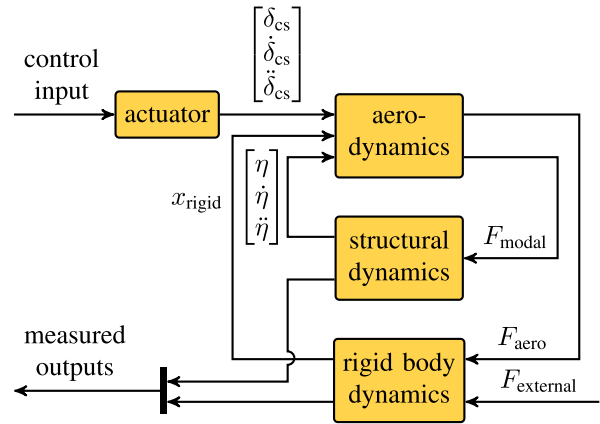 control
input
actuator
δcs
δ̇cs
δ̈cs
aero-
dynamics
xrigid
η
η̇
η̈
structural
dynamics
Fmodal
measured
outputs
rigid body
dynamics
Faero
Fexternal